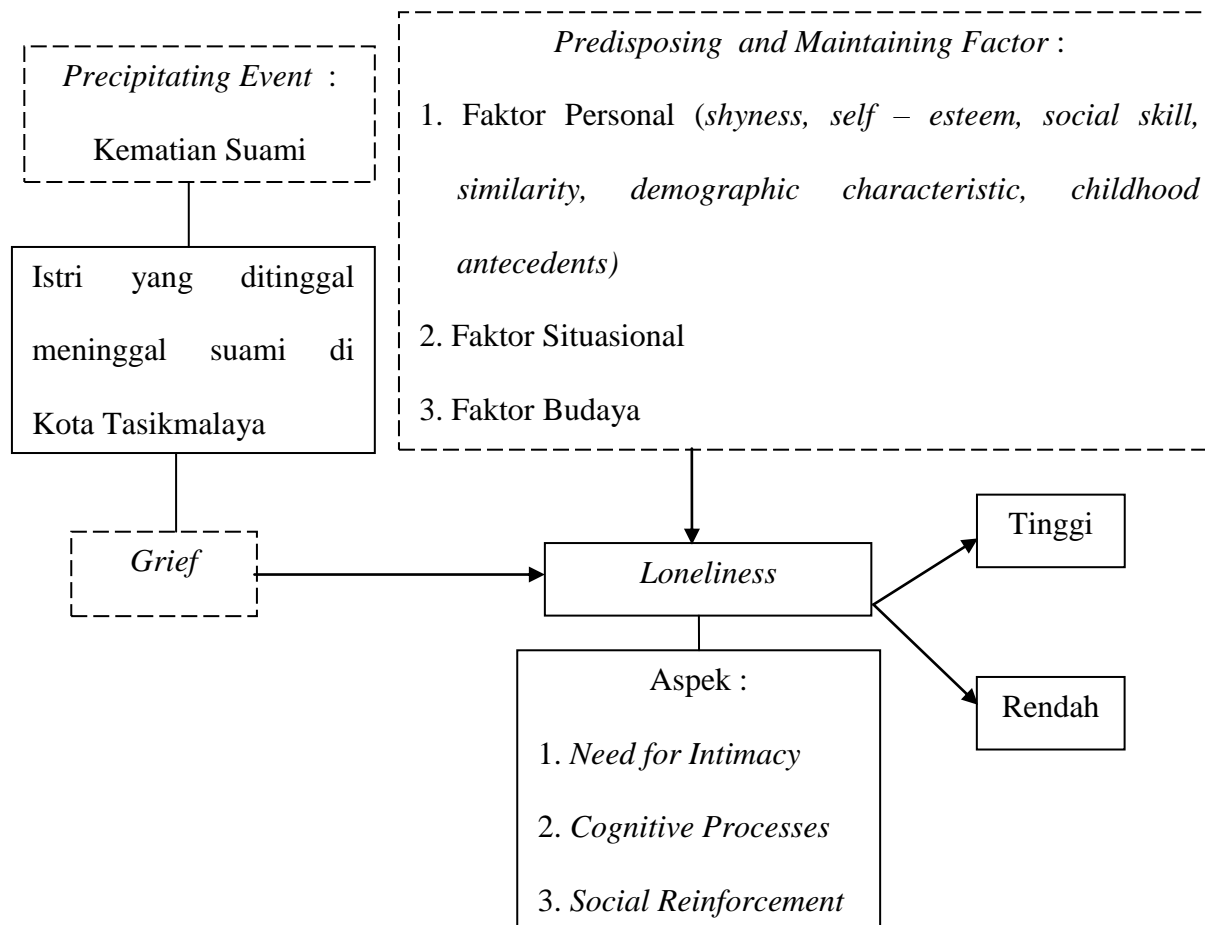 Precipitating Event :
Kematian Suami
Istri yang ditinggal
meninggal suami di
Kota Tasikmalaya
Grief
Predisposing and Maintaining Factor :
1. Faktor Personal (shyness, self – esteem, social skill,
similarity, demographic characteristic, childhood
antecedents)
2. Faktor Situasional
3. Faktor Budaya
Loneliness
Tinggi
Rendah
Aspek :
1. Need for Intimacy
2. Cognitive Processes
3. Social Reinforcement